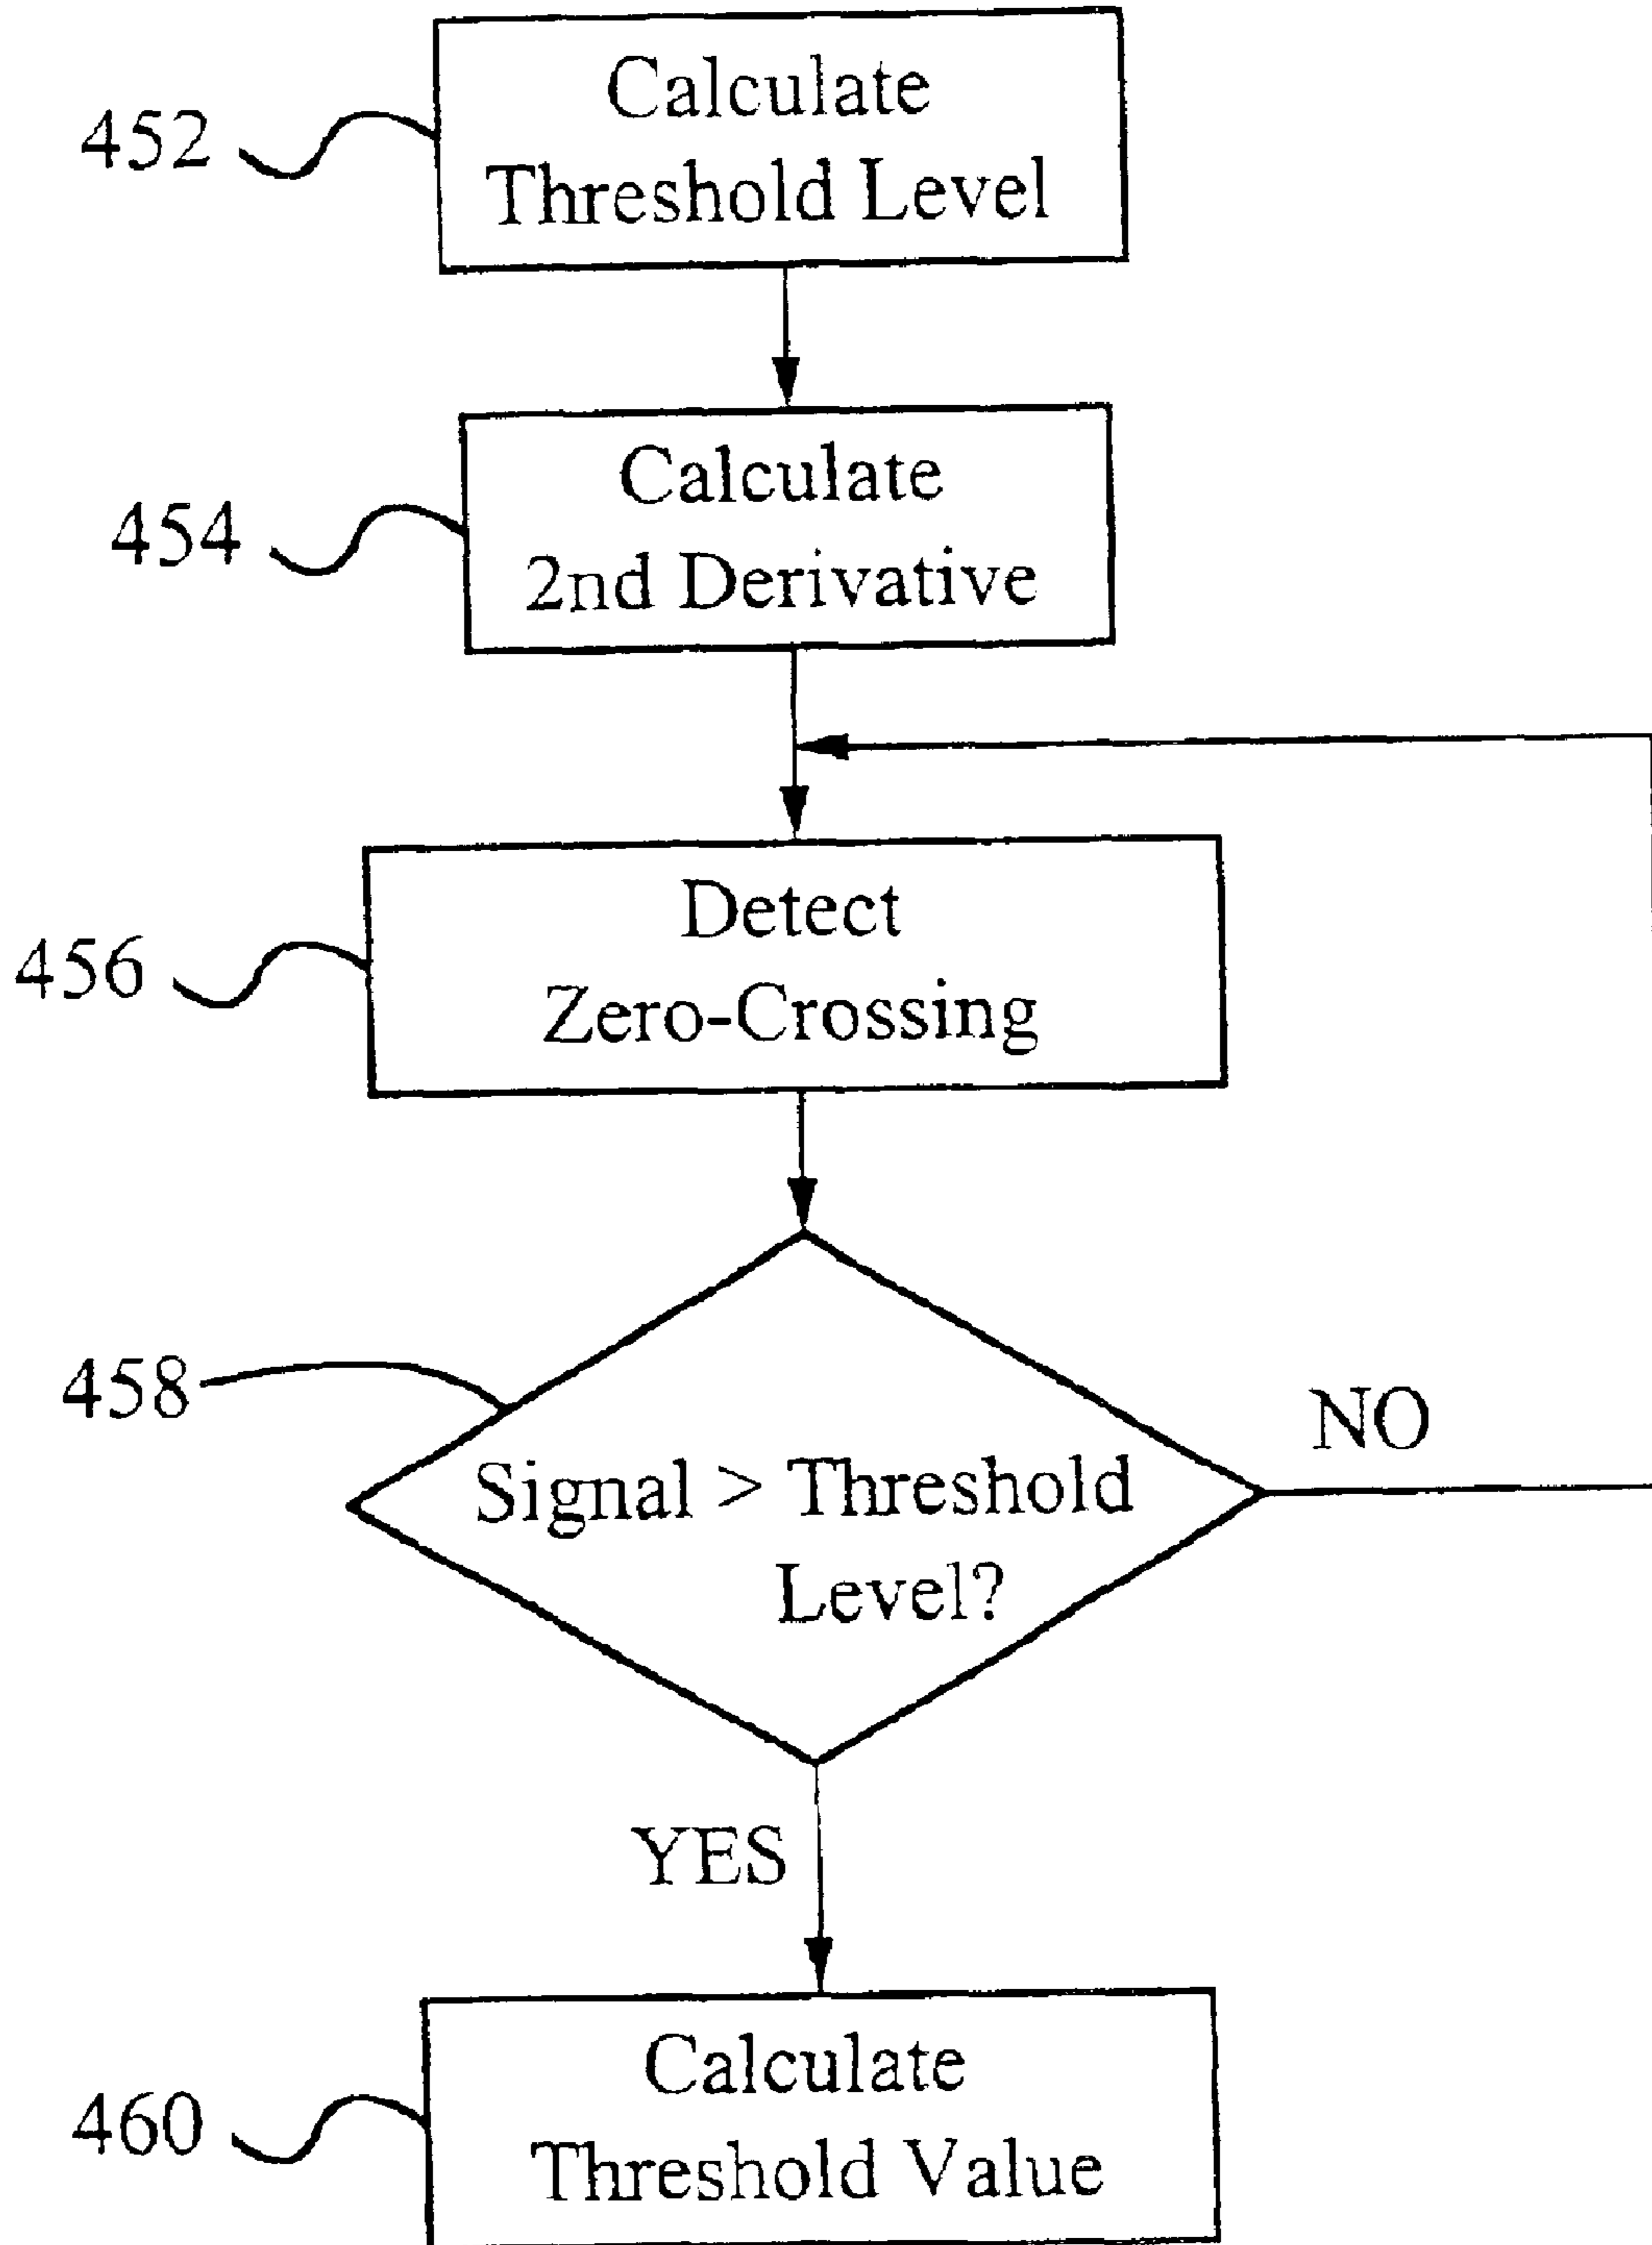 Calculate
452
Threshold Level
Calculate
454
2nd Derivative
Detect
456
Zero-Crossing
458
NO
Signal > Threshold
Level?
YES
Calculate
460
Threshold Value